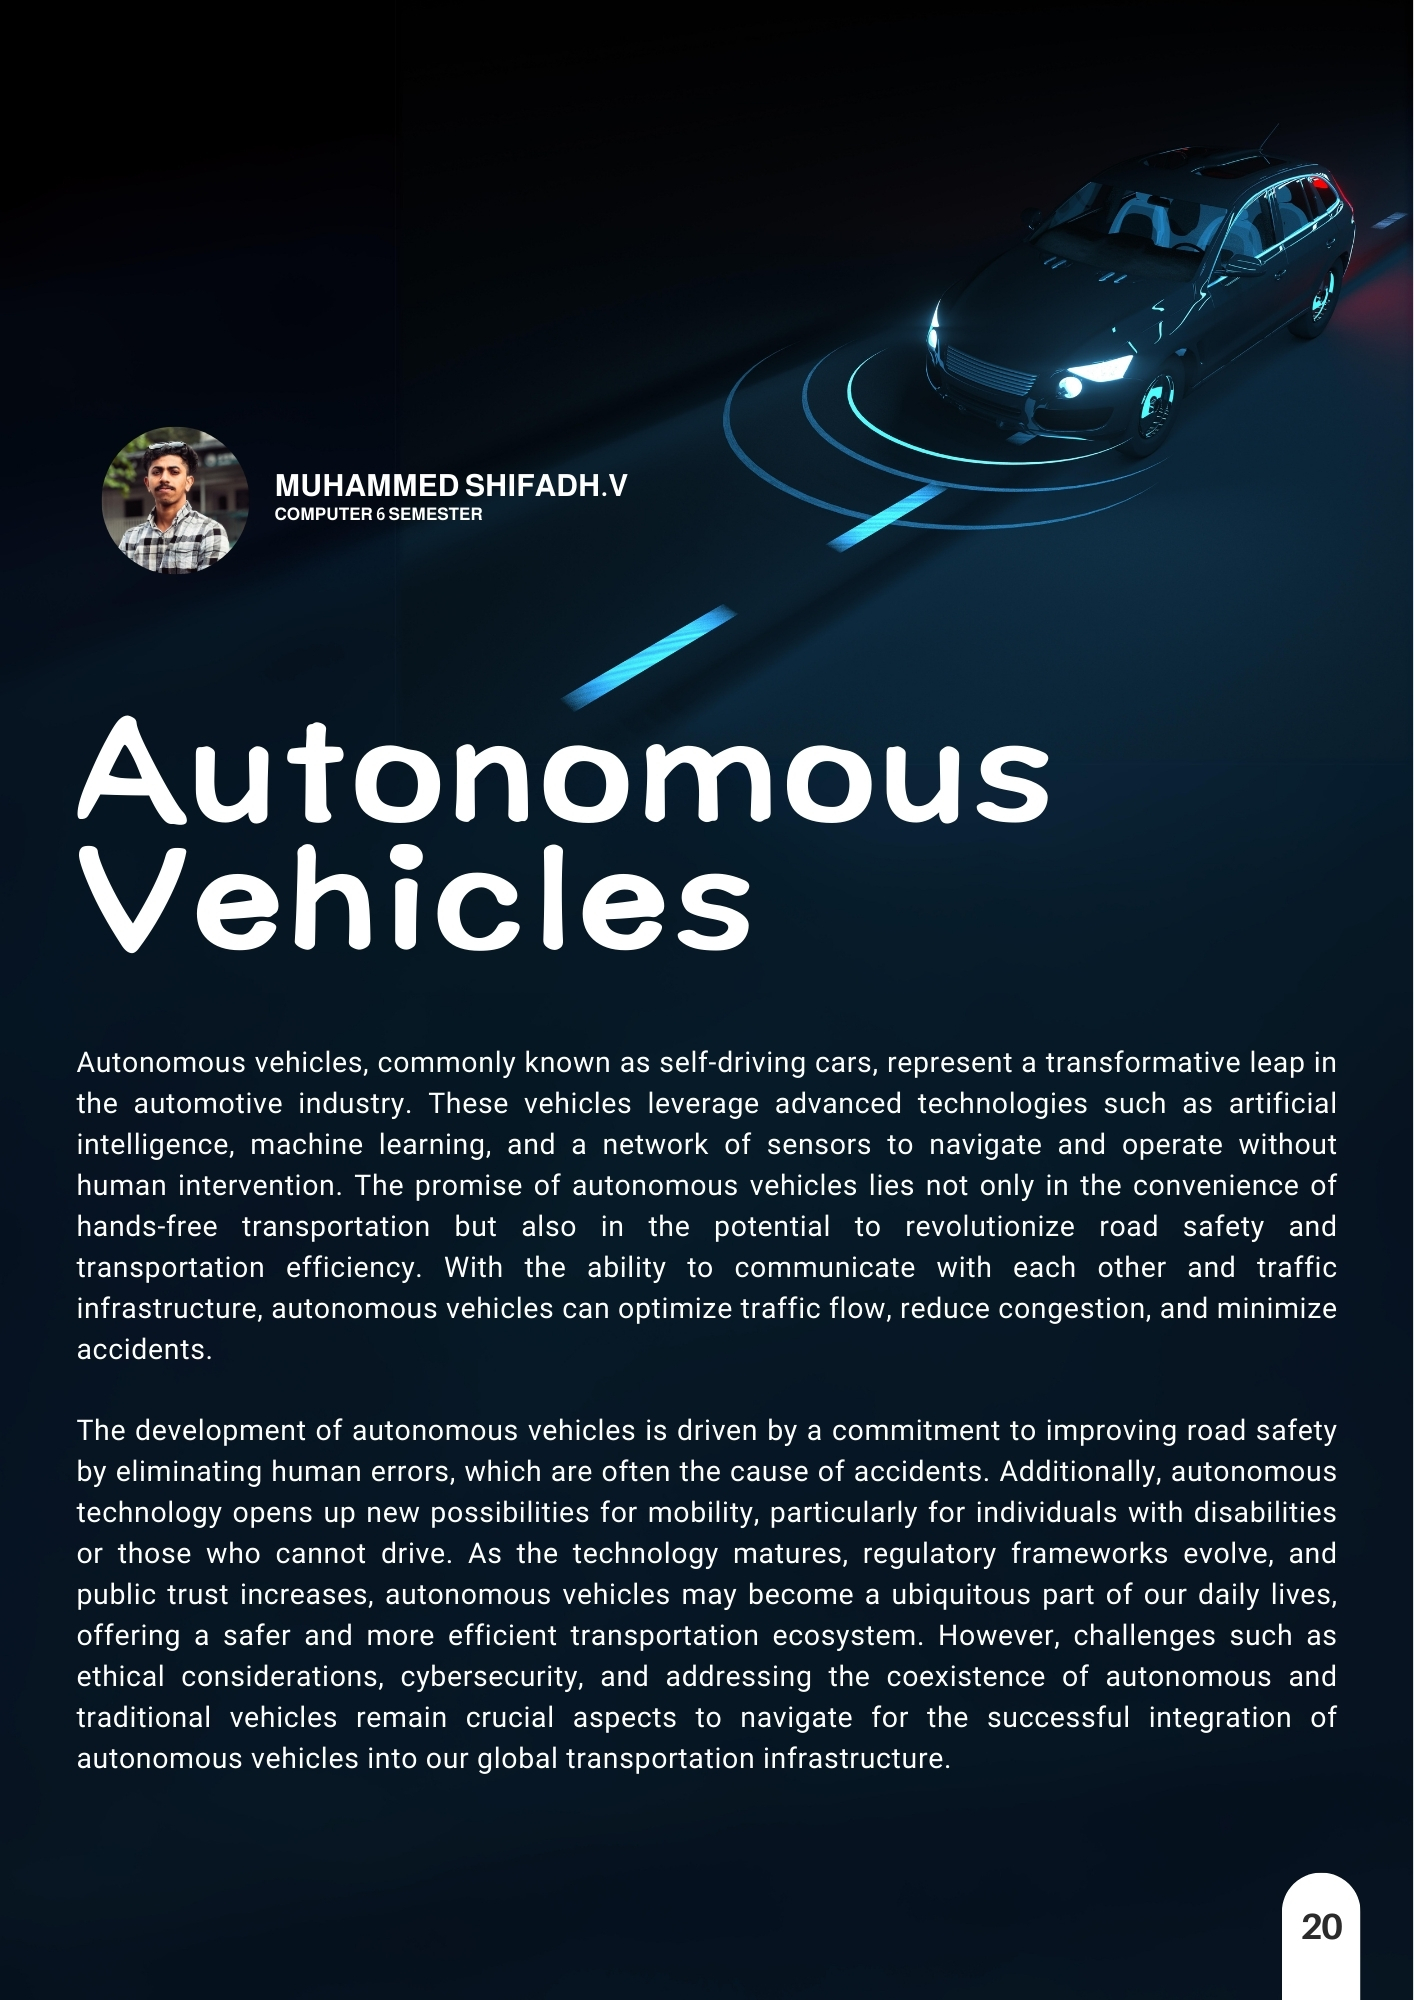 MUHAMMED SHIFADH.V
COMPUTER 6 SEMESTER
Autonomous
Vehicles
Autonomous vehicles, commonly known as self-driving cars, represent a transformative leap in
the automotive industry. These vehicles leverage advanced technologies such as artificial
intelligence, machine learning, and a network of sensors to navigate and operate without
human intervention. The promise of autonomous vehicles lies not only in the convenience of
hands-free transportation but also in the potential to revolutionize road safety and
transportation efficiency. With the ability to communicate with each other and traffic
infrastructure, autonomous vehicles can optimize traffic flow, reduce congestion, and minimize
accidents.
The development of autonomous vehicles is driven by a commitment to improving road safety
by eliminating human errors, which are often the cause of accidents. Additionally, autonomous
technology opens up new possibilities for mobility, particularly for individuals with disabilities
or those who cannot drive. As the technology matures, regulatory frameworks evolve, and
public trust increases, autonomous vehicles may become a ubiquitous part of our daily lives,
offering a safer and more efficient transportation ecosystem. However, challenges such as
ethical considerations, cybersecurity, and addressing the coexistence of autonomous and
traditional vehicles remain crucial aspects to navigate for the successful integration of
autonomous vehicles into our global transportation infrastructure.
20